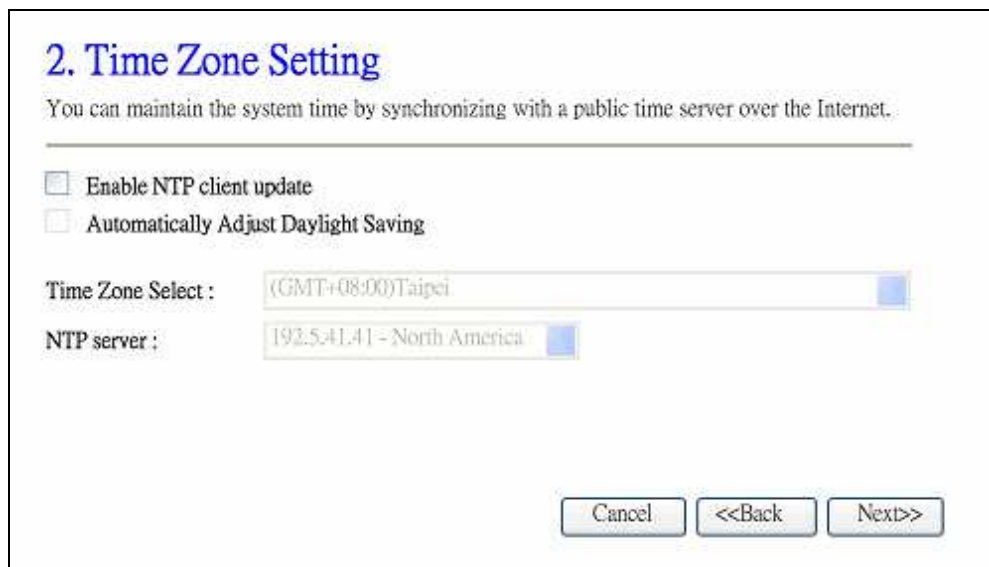 2. Time Zone Setting
You can maintain the system time by synchronizing with a public time server over the Internet.
Enable NTP client update
Automatically Adjust Daylight Saving
Time Zone Select :
(GMT+08:00)Taipei
NTP server :
192.5.41.41 - North America
Cancel
<<Back
Next>>